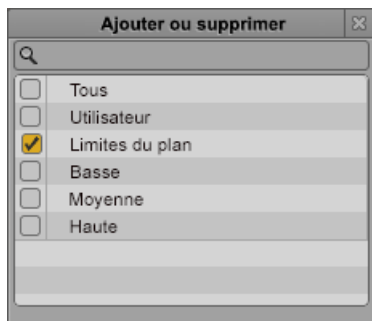 Ajouter ou supprimer
Tous
Utilisateur
Limites du plan
Basse
Moyenne
Haute